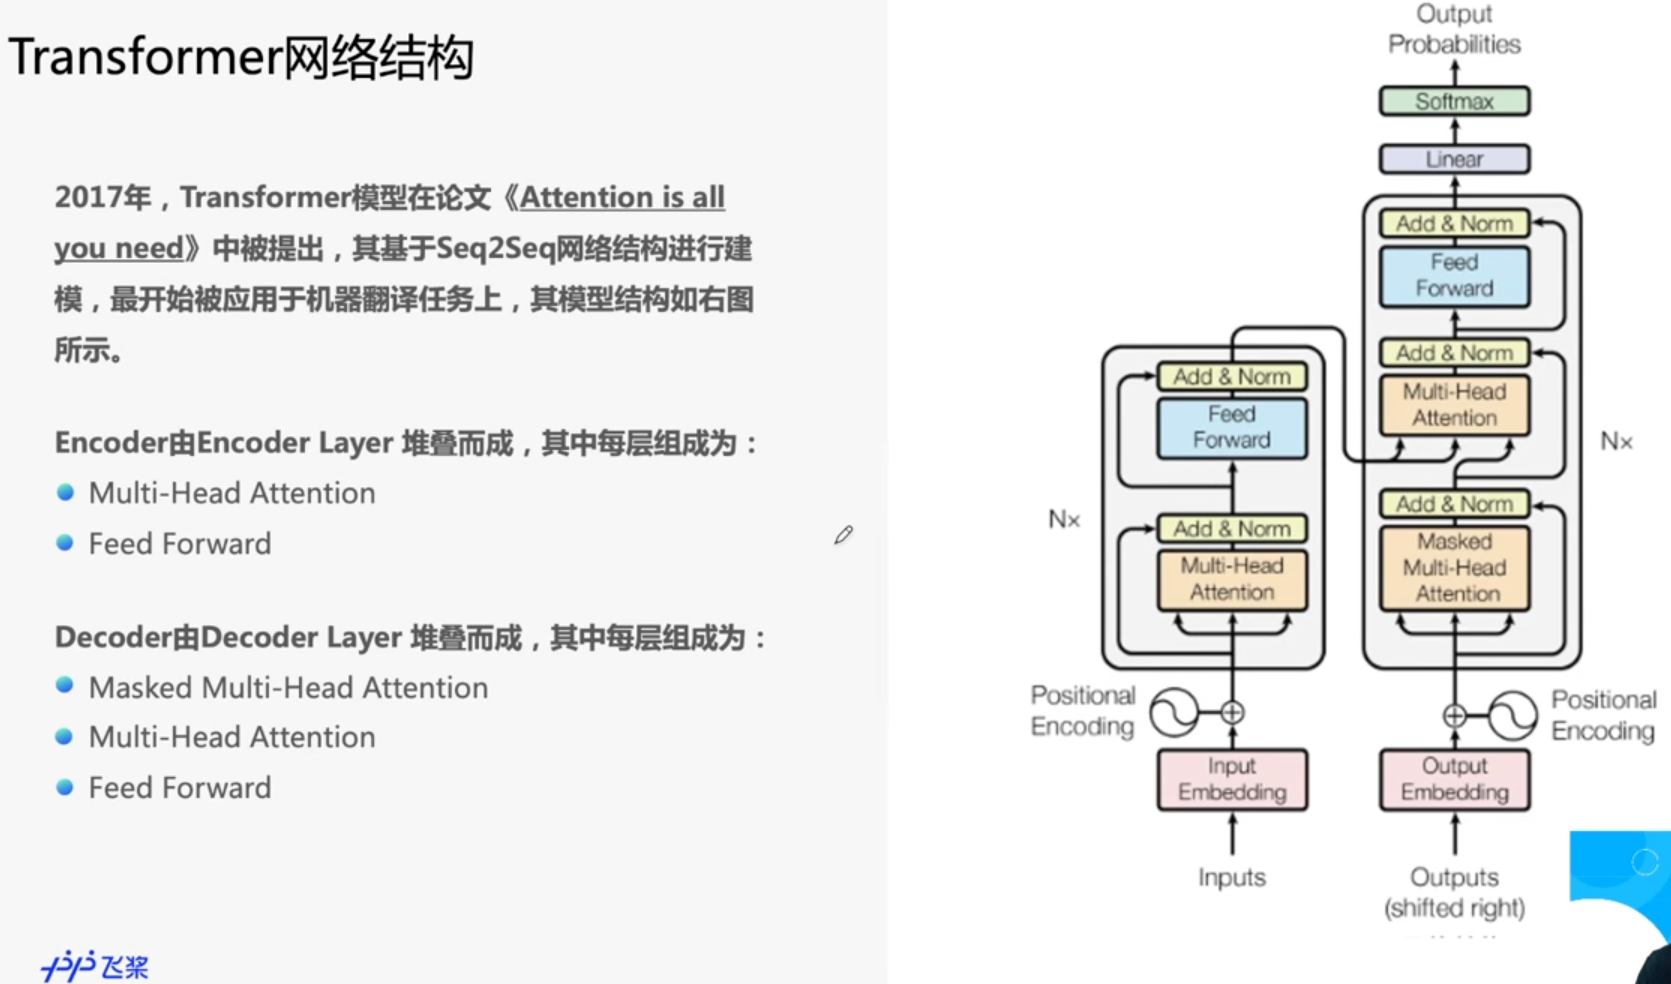 Transformer网络结构
2017年，Transformer模型在论文《Attention is all
you need》中被提出，其基于Seq2Seq网络结构进行建
模，最开始被应用于机器翻译任务上，其模型结构如右图
所示。
Encoder由Encoder Layer 堆叠而成，其中每层组成为：
Multi-Head Attention
Feed Forward
Decoder由Decoder Layer 堆叠而成，其中每层组成为：
Masked Multi-Head Attention
Multi-Head Attention
Feed Forward
飞桨
Output
Probabilities
Softmax
Linear
Add & Norm
Feed
Forward
Add & Norm
Multi-Head
Attention
Nx
Add & Norm
Masked
Multi-Head
Attention
Add & Norm
Feed
Forward
Nx
Add & Norm
Multi-Head
Attention
Positional
Encoding
Positional
Encoding
Input
Embedding
Output
Embedding
Inputs
Outputs
(shifted right)